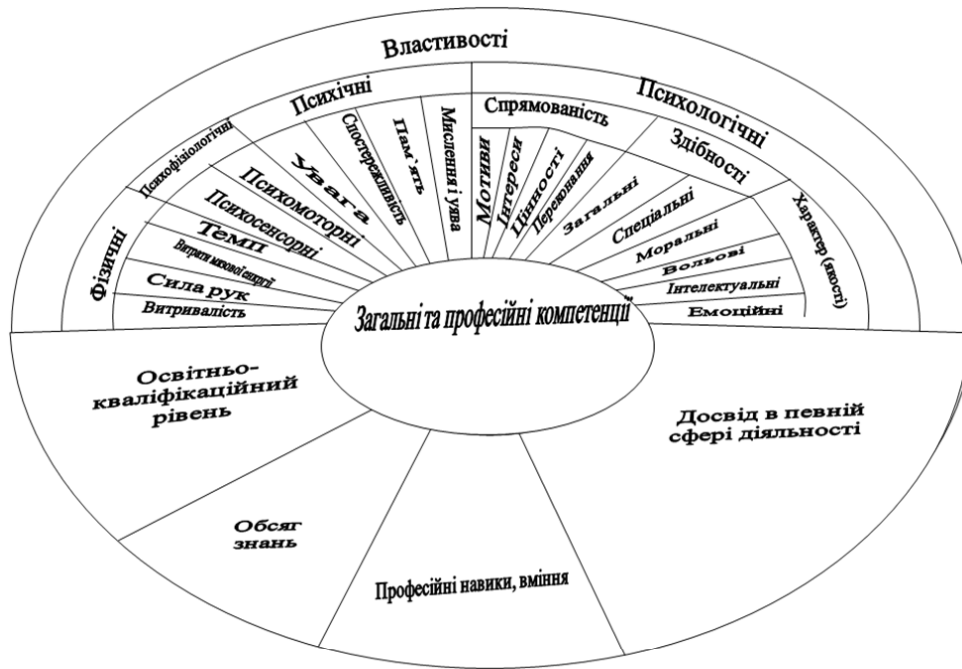 Властивості
Психічні
Психологічні
Психофізіологічні
Фізичні
Спрямованість
Здібності
Характер (якості)
Витривалість
Сила рук
Витрати м'язової енергії
Темп
Психосенсорні
Психомоторні
Увага
Спостережливість
Пам`ять
Мислення і уява
Мотиви
Інтереси
Цінності
Переконання
Загальні
Спеціальні
Моральні
Вольові
Інтелектуальні
Емоційні
Загальні та професійні компетенції
Освітньо-
кваліфікаційний
рівень
Обсяг
знань
Професійні навики, вміння
Досвід в певній
сфері діяльності